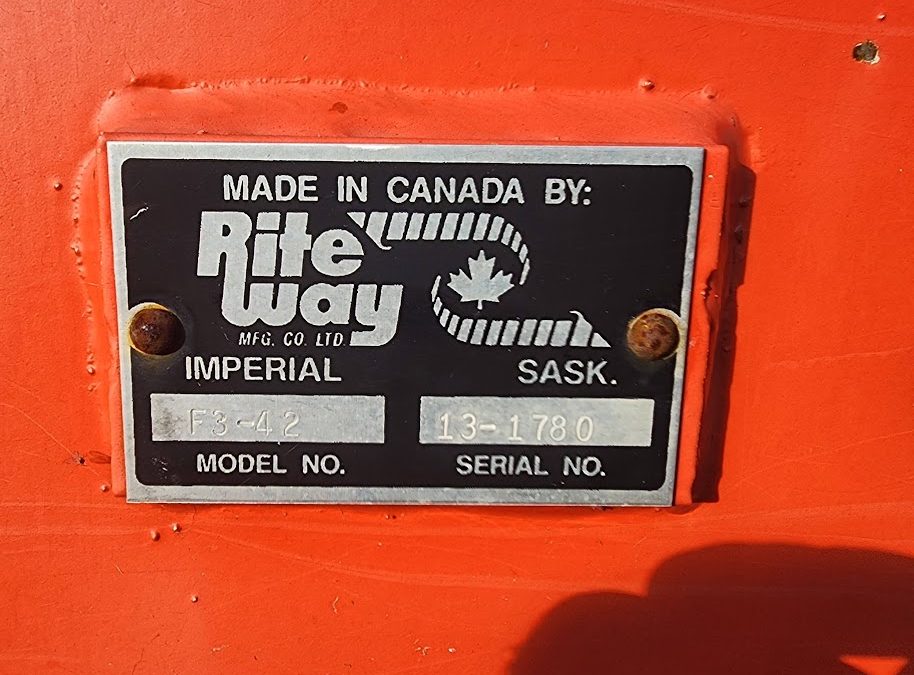 MADE IN CANADA BY:
Rite
way
MFG. CO. LTD
IMPERIAL SASK.
F3-42 13-1780
MODEL NO. SERIAL NO.